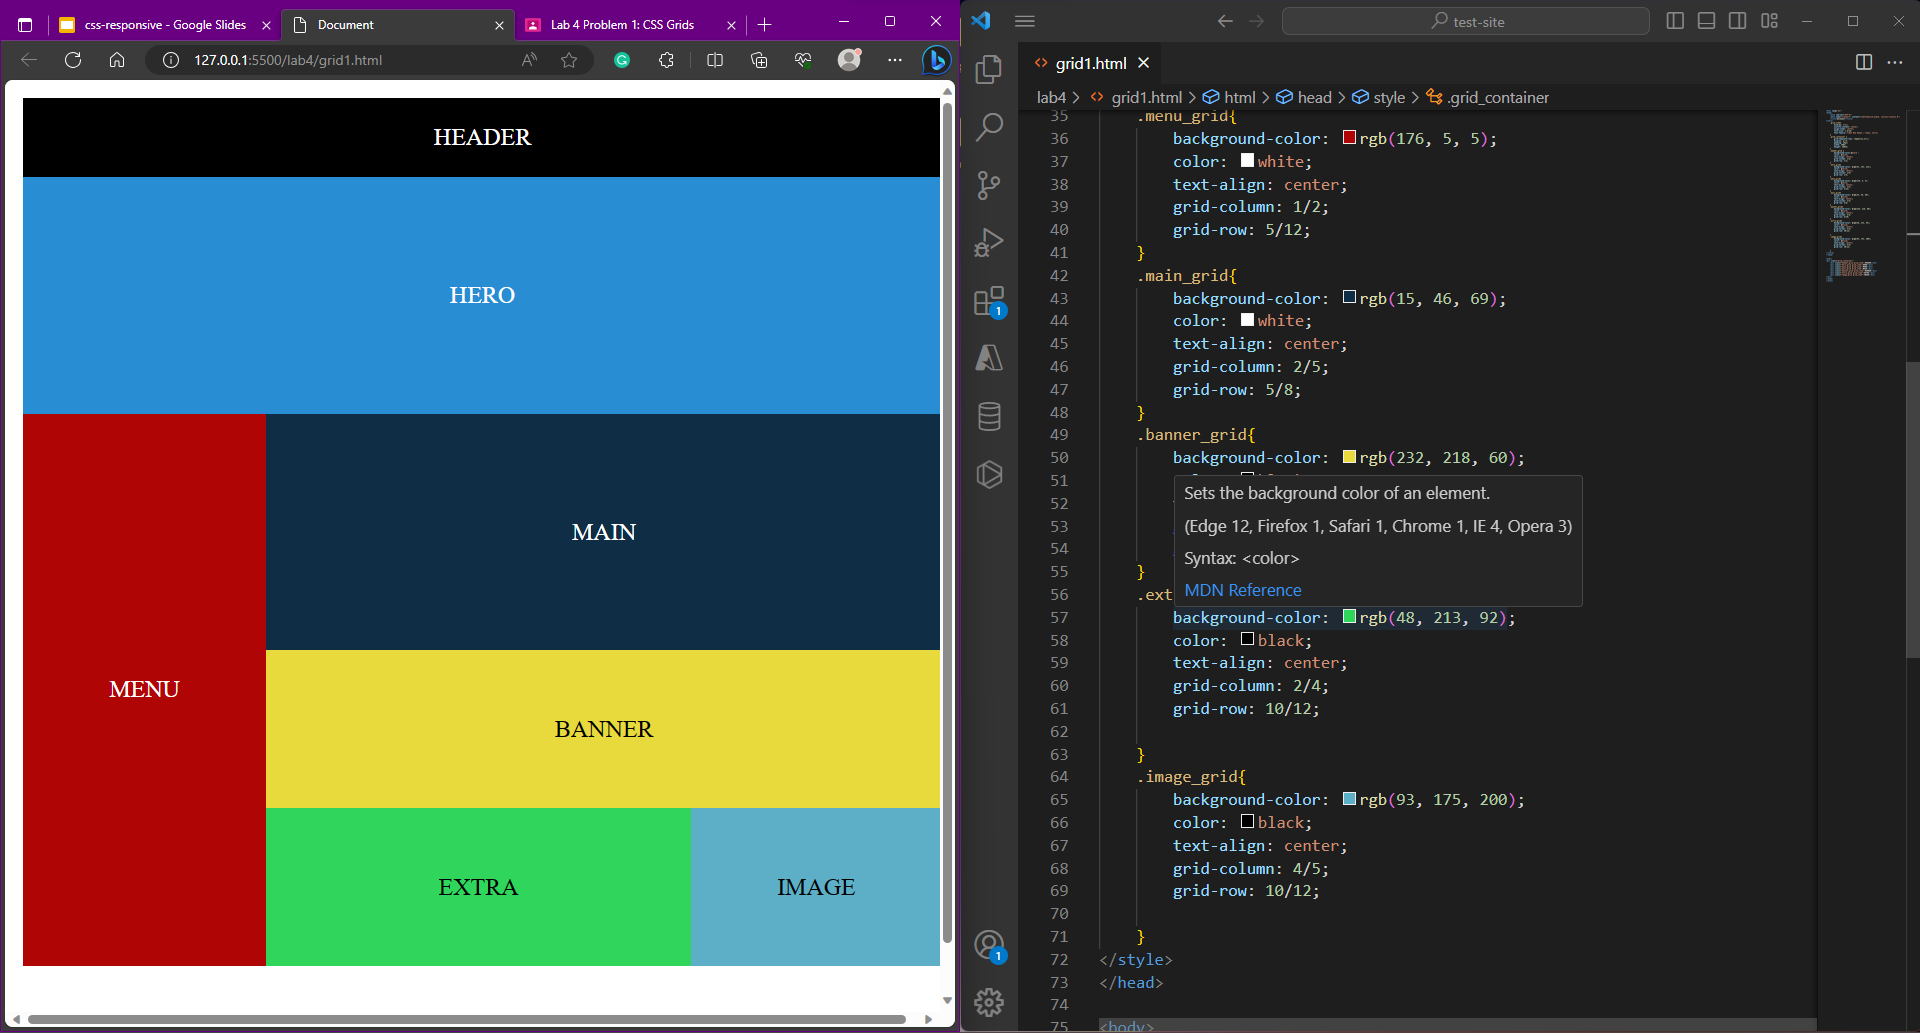 css-responsive - Google Slides
Document
Lab 4 Problem 1: CSS Grids
127.0.0.1:5500/lab4/grid1.html
HEADER
HERO
MAIN
MENU
BANNER
EXTRA
IMAGE
test-site
grid1.html
lab4 > grid1.html > html > head > style > .grid_container
35 .menu_grid{
36 background-color: rgb(176, 5, 5);
37 color: white;
38 text-align: center;
39 grid-column: 1/2;
40 grid-row: 5/12;
41 }
42 .main_grid{
43 background-color: rgb(15, 46, 69);
44 color: white;
45 text-align: center;
46 grid-column: 2/5;
47 grid-row: 5/8;
48 }
49 .banner_grid{
50 background-color: rgb(232, 218, 60);
51
52
53
54
55 }
56 .ext
57 background-color: rgb(48, 213, 92);
58 color: black;
59 text-align: center;
60 grid-column: 2/4;
61 grid-row: 10/12;
62
63 }
64 .image_grid{
65 background-color: rgb(93, 175, 200);
66 color: black;
67 text-align: center;
68 grid-column: 4/5;
69 grid-row: 10/12;
70
71 }
72 </style>
73 </head>
74
75 <body>
Sets the background color of an element.
(Edge 12, Firefox 1, Safari 1, Chrome 1, IE 4, Opera 3)
Syntax: <color>
MDN Reference
1
1